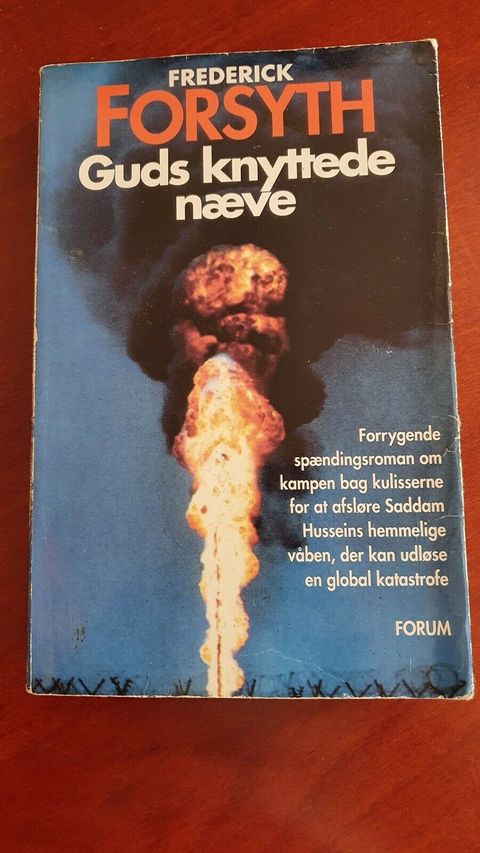 FREDERICK
FORSYTH
Guds knyttede
næve
Forrygende
spændingsroman om
kampen bag kulisserne
for at afsløre Saddam
Husseins hemmelige
våben, der kan udløse
en global katastrofe
FORUM